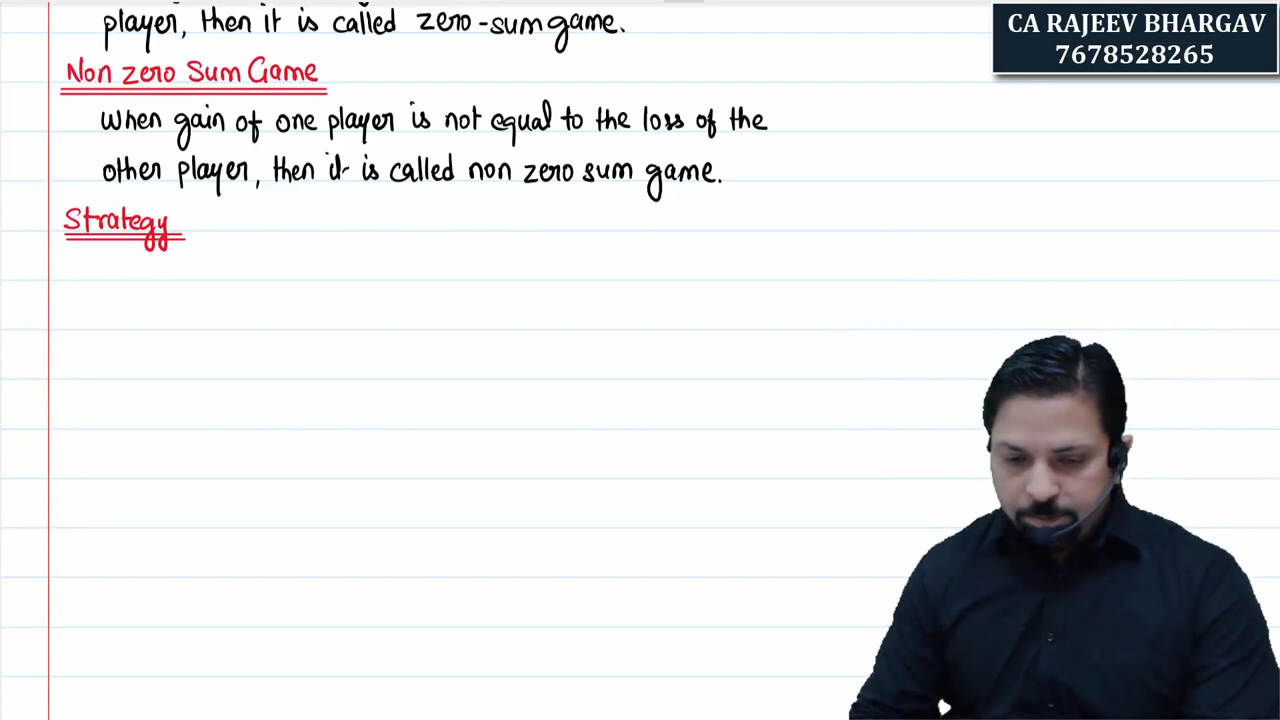 player, then it is called zero-sum game.
CA RAJEEV BHARGAV
7678528265
Non zero Sum Game
When gain of one player is not equal to the loss of the
other player, then it is called non zero sum game.
Strategy